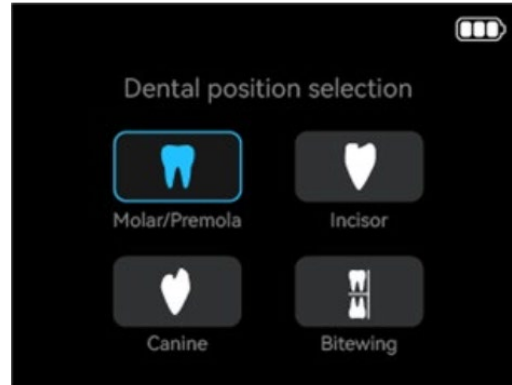 Dental position selection
Molar/Premola
Incisor
Canine
Bitewing